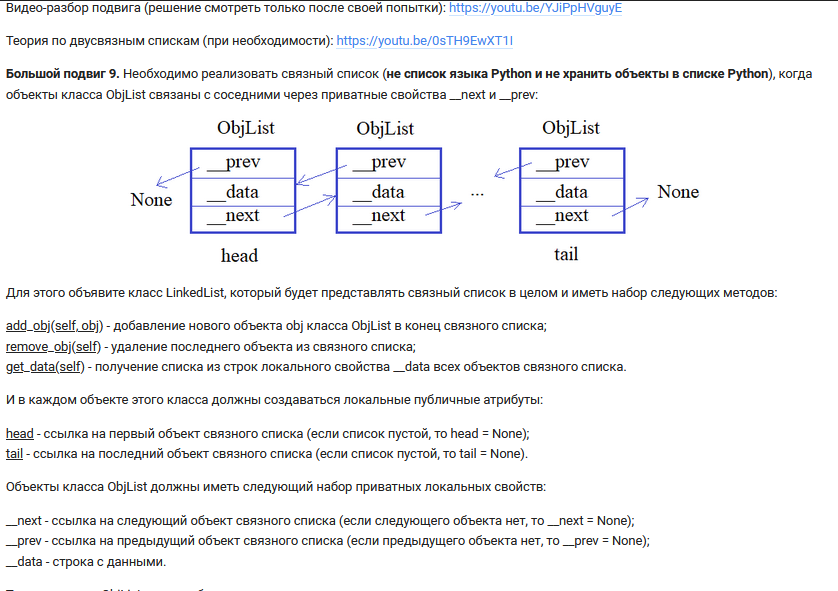 Видео-разбор подвига (решение смотреть только после своей попытки): https://youtu.be/YJiPpHVguyE
Теория по двусвязным спискам (при необходимости): https://youtu.be/0sTH9EwXT1I
Большой подвиг 9. Необходимо реализовать связный список (не список языка Python и не хранить объекты в списке Python), когда
объекты класса ObjList связаны с соседними через приватные свойства __next и __prev:
ObjList ObjList ObjList
__prev __prev __prev
None __data __data ... __data None
__next __next __next
head tail
Для этого объявите класс LinkedList, который будет представлять связный список в целом и иметь набор следующих методов:
add_obj(self, obj) - добавление нового объекта obj класса ObjList в конец связного списка;
remove_obj(self) - удаление последнего объекта из связного списка;
get_data(self) - получение списка из строк локального свойства __data всех объектов связного списка.
И в каждом объекте этого класса должны создаваться локальные публичные атрибуты:
head - ссылка на первый объект связного списка (если список пустой, то head = None);
tail - ссылка на последний объект связного списка (если список пустой, то tail = None).
Объекты класса ObjList должны иметь следующий набор приватных локальных свойств:
__next - ссылка на следующий объект связного списка (если следующего объекта нет, то __next = None);
__prev - ссылка на предыдущий объект связного списка (если предыдущего объекта нет, то __prev = None);
__data - строка с данными.